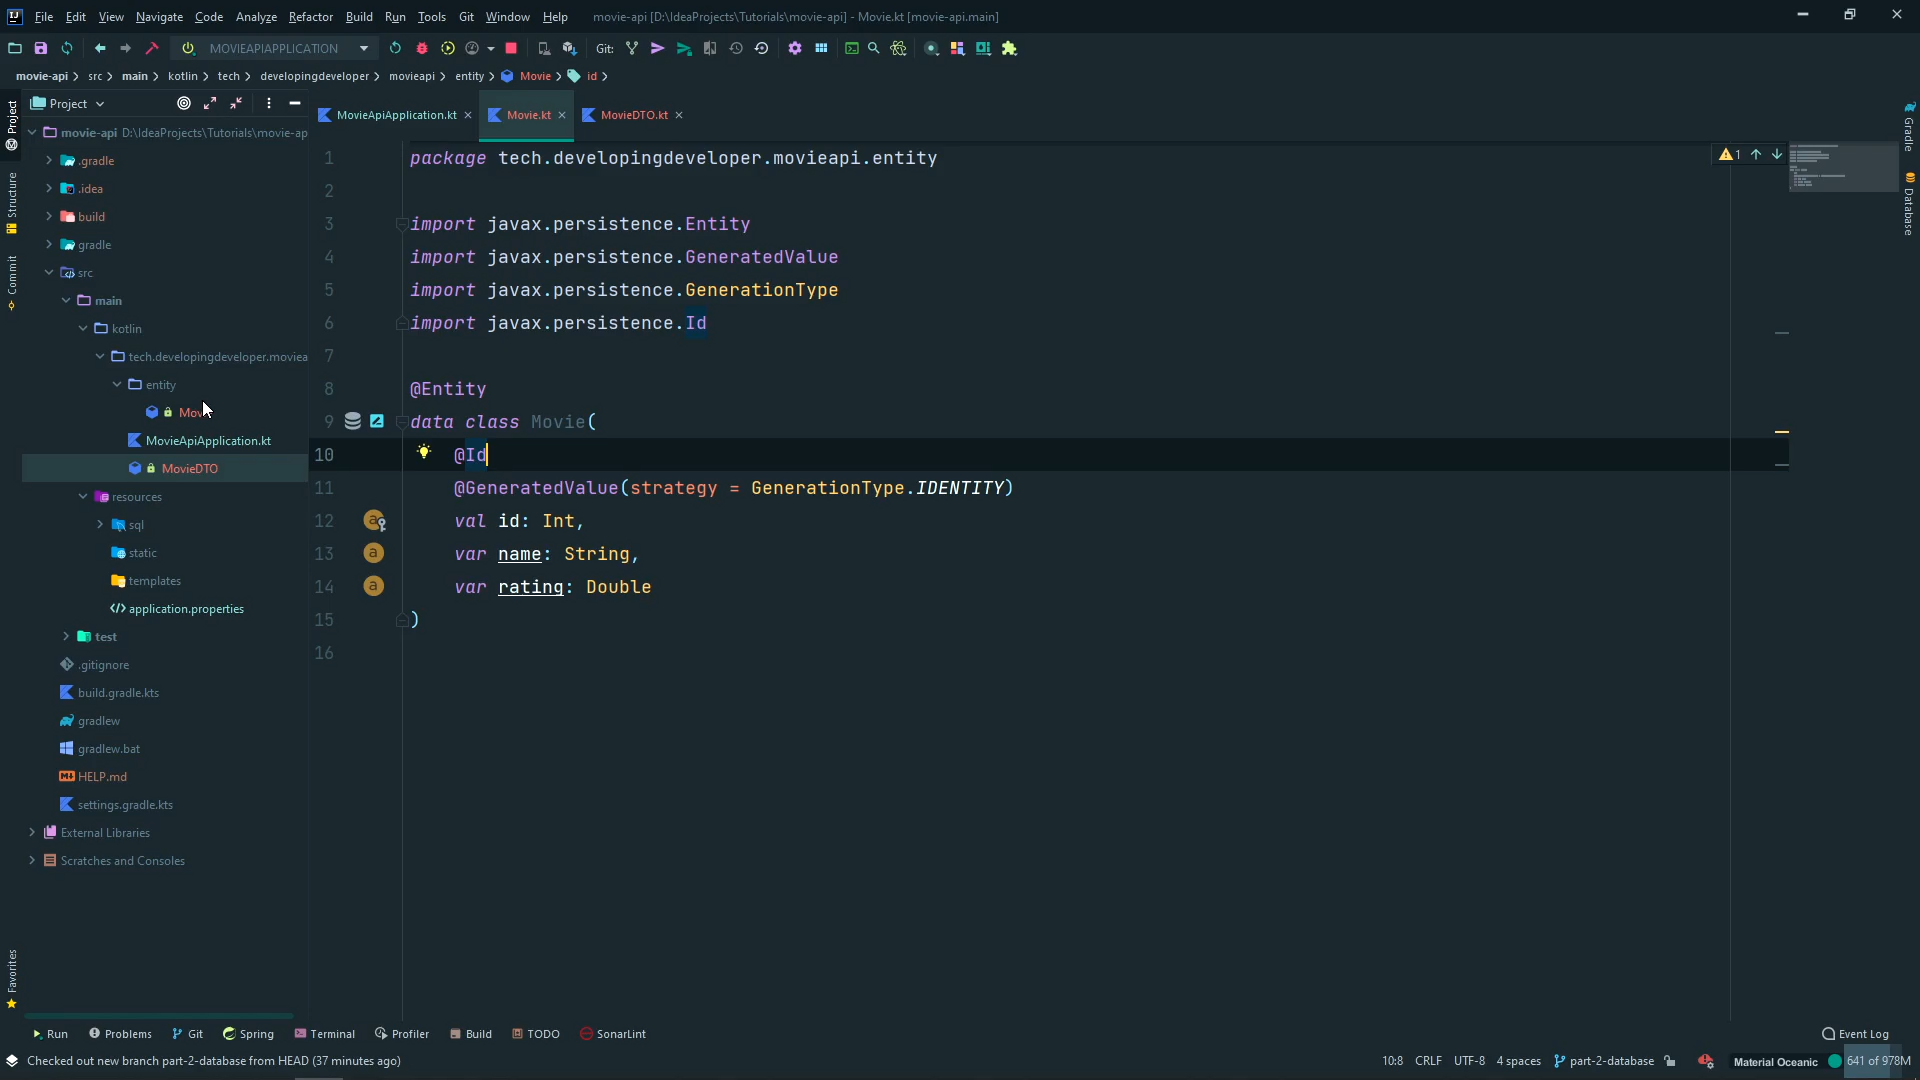 IJ File Edit View Navigate Code Analyze Refactor Build Run Tools Git Window Help movie-api [D:\IdeaProjects\Tutorials\movie-api] - Movie.kt [movie-api.main]
MOVIEAPIAPPLICATION Git:
movie-api src main kotlin tech developingdeveloper movieapi entity Movie id
Project
MovieApiApplication.kt Movie.kt MovieDTO.kt
Project
Structure
Commit
Favorites
movie-api D:\IdeaProjects\Tutorials\movie-ap
.gradle
.idea
build
gradle
src
main
kotlin
tech.developingdeveloper.moviea
entity
MovieApiApplication.kt
MovieDTO
resources
sql
static
templates
application.properties
test
.gitignore
build.gradle.kts
gradlew
gradlew.bat
HELP.md
settings.gradle.kts
External Libraries
Scratches and Consoles
1 package tech.developingdeveloper.movieapi.entity
2
3 import javax.persistence.Entity
4 import javax.persistence.GeneratedValue
5 import javax.persistence.GenerationType
6 import javax.persistence.Id
7
8 @Entity
9 data class Movie(
10 @Id
11 @GeneratedValue(strategy = GenerationType.IDENTITY)
12 val id: Int,
13 var name: String,
14 var rating: Double
15 )
16
1
Gradle
Database
Run Problems Git Spring Terminal Profiler Build TODO SonarLint Event Log
Checked out new branch part-2-database from HEAD (37 minutes ago) 10:8 CRLF UTF-8 4 spaces part-2-database Material Oceanic 641 of 978M